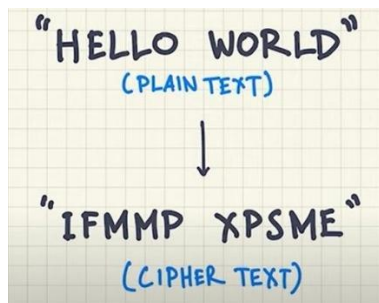 "HELLO WORLD"
(PLAIN TEXT)
"IFMMP XPSME"
(CIPHER TEXT)